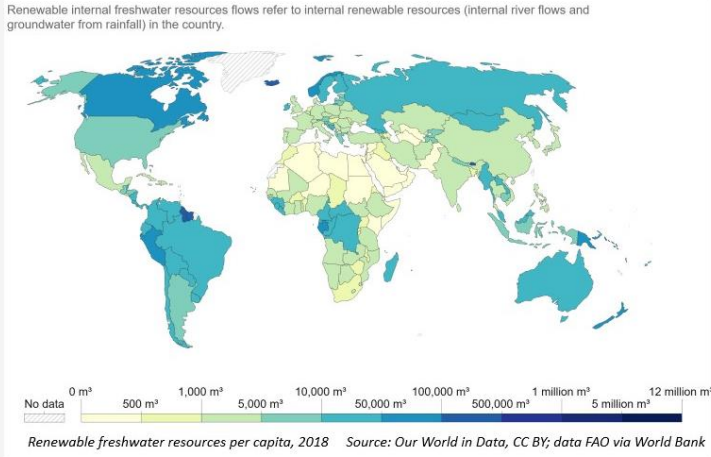 Renewable internal freshwater resources flows refer to internal renewable resources (internal river flows and
groundwater from rainfall) in the country.
0 m³ 1,000 m³ 10,000 m³ 100,000 m³ 1 million m³ 12 million m³
No data 500 m³ 5,000 m³ 50,000 m³ 500,000 m³ 5 million m³
Renewable freshwater resources per capita, 2018 Source: Our World in Data, CC BY; data FAO via World Bank